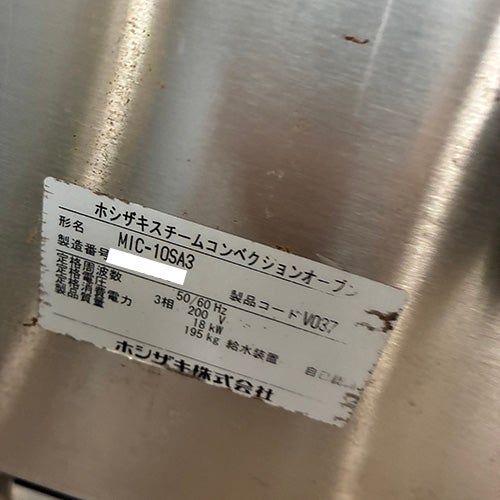 ホシザキスチームコンベクションオーブン
形名 MIC-10SA3
製造番号 製品コード V037
定格周波数 50/60 Hz
定格電圧 3相 200 V
定格消費電力 18 kW
製品質量 195 kg 給水装置
ホシザキ株式会社